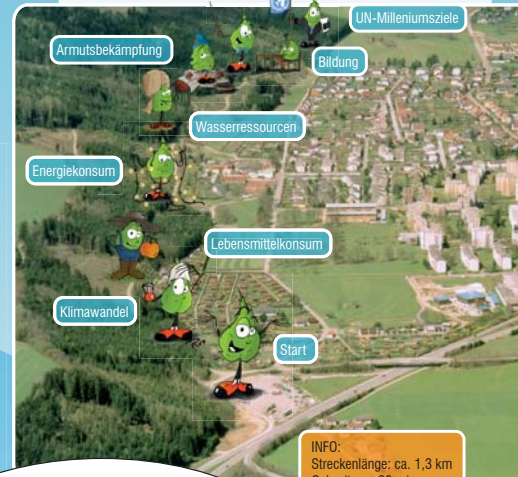 UN-Milleniumsziele
Armutsbekämpfung
Bildung
Wasserressourcen
Energiekonsum
Lebensmittelkonsum
Klimawandel
Start
INFO:
Streckenlänge: ca. 1,3 km